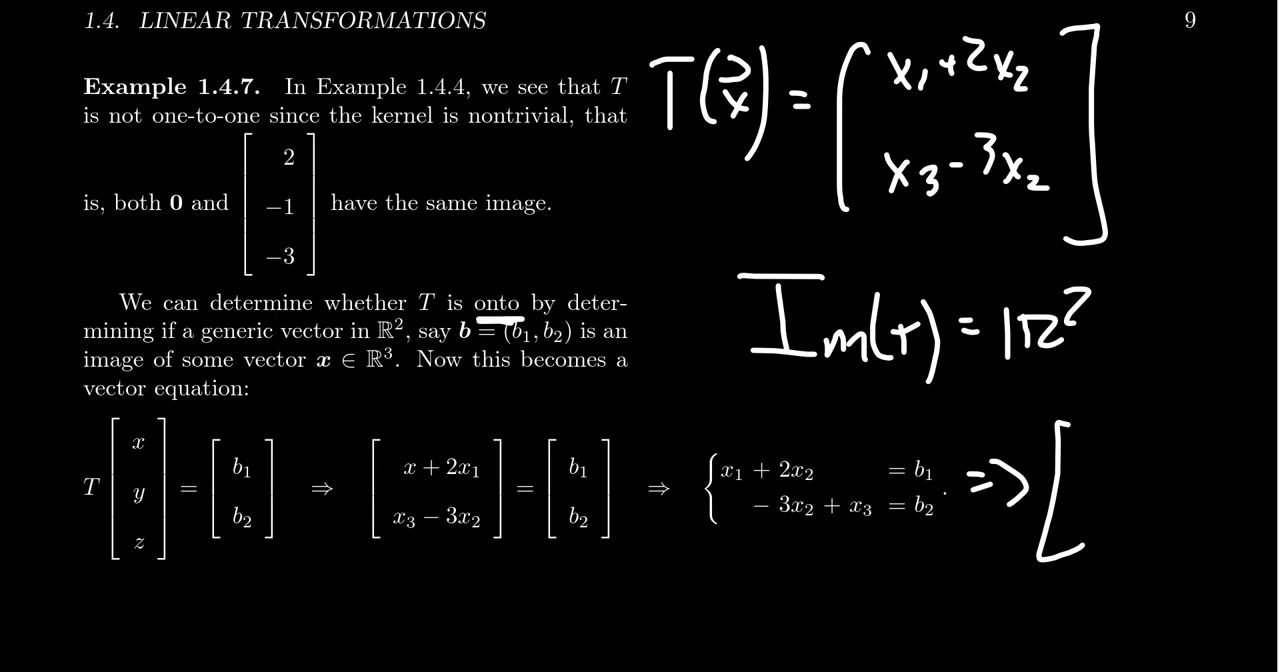 1.4. LINEAR TRANSFORMATIONS 9
Example 1.4.7. In Example 1.4.4, we see that T
is not one-to-one since the kernel is nontrivial, that
is, both 0 and [ 2 −1 −3 ] have the same image.
We can determine whether T is onto by deter-
mining if a generic vector in ℝ², say b = (b₁, b₂) is an
image of some vector x ∈ ℝ³. Now this becomes a
vector equation:
T [ x y z ] = [ b₁ b₂ ] ⇒ [ x + 2x₁ x₃ − 3x₂ ] = [ b₁ b₂ ] ⇒ { x₁ + 2x₂ = b₁ − 3x₂ + x₃ = b₂ . => [
T(x⃗) = [ x₁+2x₂ x₃-3x₂ ]
Im(T) = ℝ²